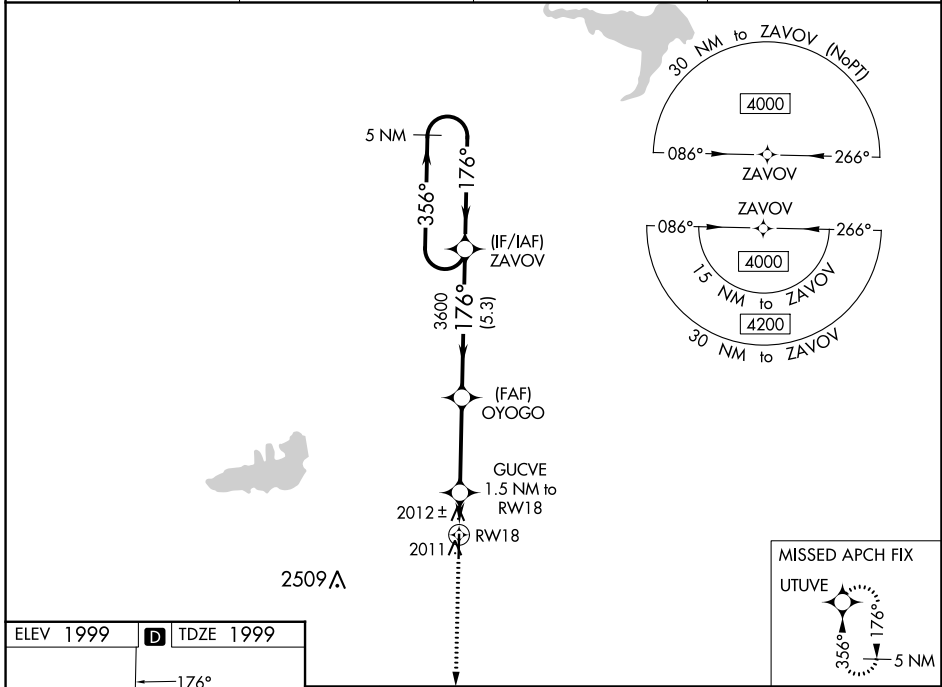 5 NM
356°
176°
(IF/IAF)
ZAVOV
3600
176°
(5.3)
(FAF)
OYOGO
GUCVE
1.5 NM to
RW18
2012 ±
RW18
2011
2509
30 NM to ZAVOV (NoPT)
4000
086°
266°
ZAVOV
ZAVOV
086°
266°
4000
15 NM to ZAVOV
4200
30 NM to ZAVOV
MISSED APCH FIX
UTUVE
356°
176°
5 NM
ELEV 1999 D TDZE 1999
176°